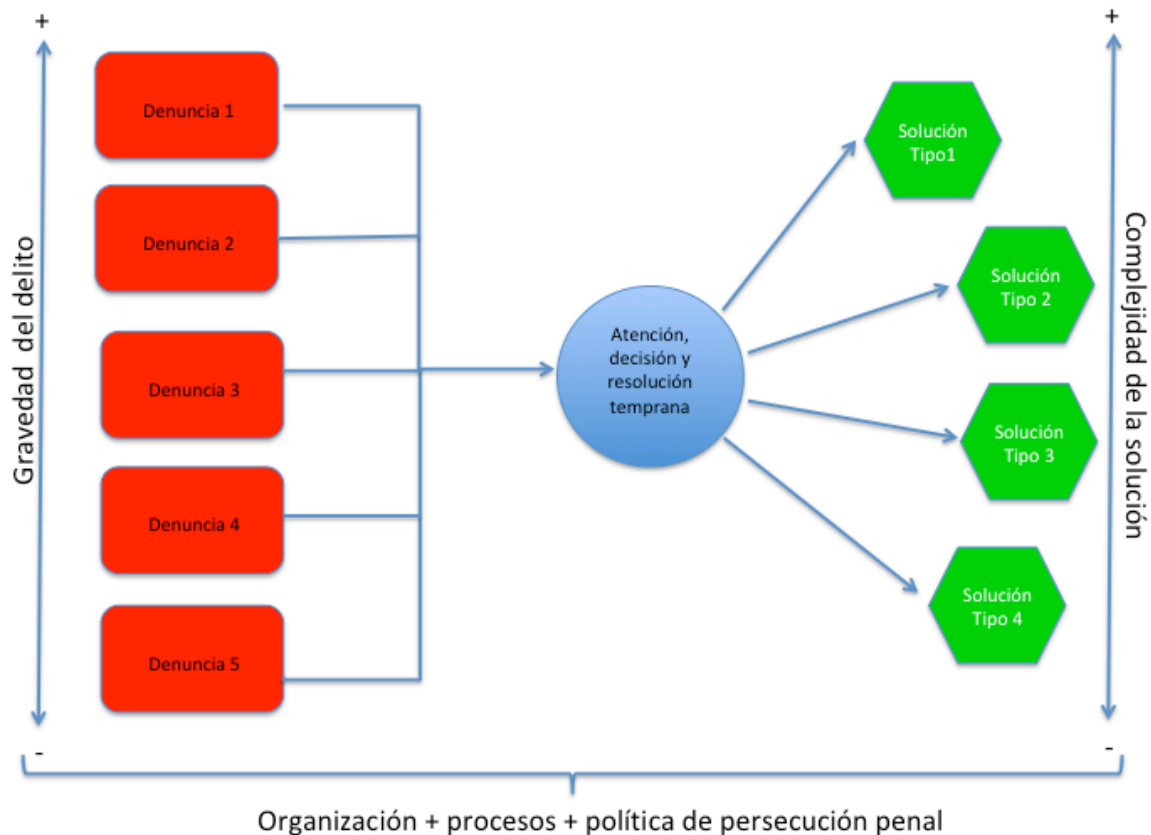 +
Gravedad del delito
-
Denuncia 1
Denuncia 2
Denuncia 3
Denuncia 4
Denuncia 5
Atención,
decisión y
resolución
temprana
Solución
Tipo1
Solución
Tipo 2
Solución
Tipo 3
Solución
Tipo 4
+
Complejidad de la solución
-
Organización + procesos + política de persecución penal